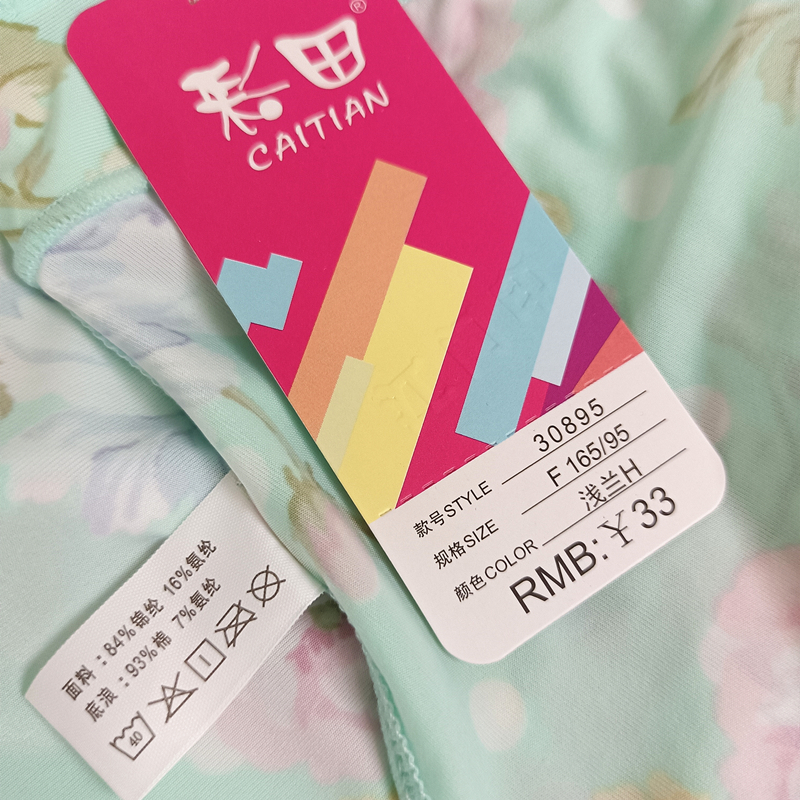 彩田®
CAITIAN
款号STYLE 30895
规格SIZE F 165/95
颜色COLOR 浅兰H
RMB:¥33
面料:84%锦纶 16%氨纶
底浪:93%棉 7%氨纶
40